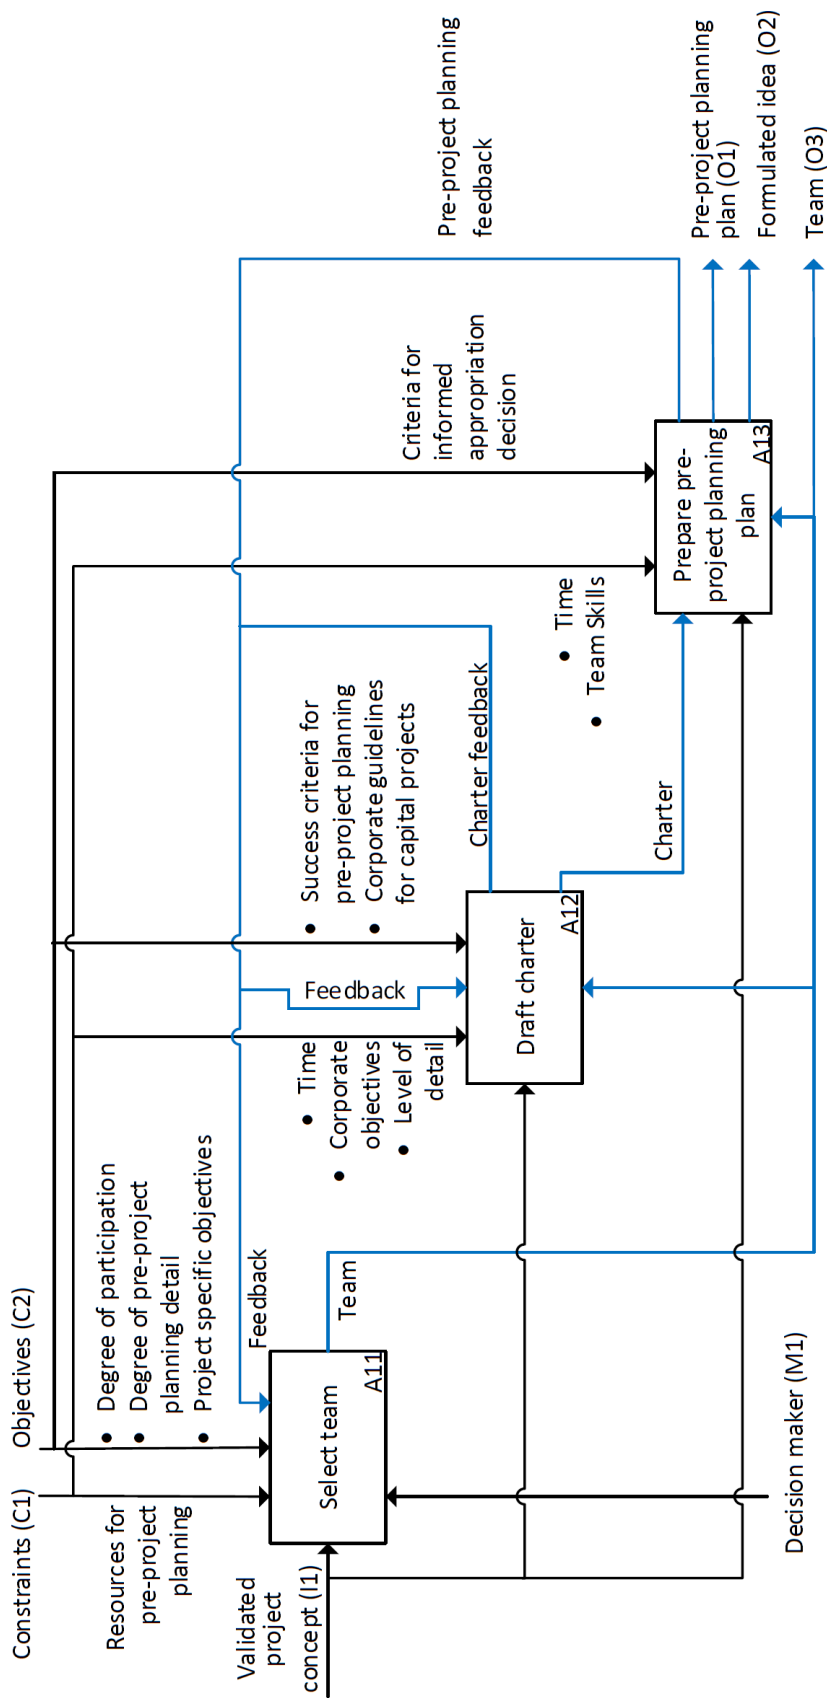 Constraints (C1)
Objectives (C2)
Resources for
pre-project
planning
• Degree of participation
• Degree of pre-project
planning detail
• Project specific objectives
Feedback
Validated
project
concept (I1)
Select team
A11
Team
Decision maker (M1)
• Time
• Corporate
objectives
• Level of
detail
Feedback
• Success criteria for
pre-project planning
• Corporate guidelines
for capital projects
Draft charter
A12
Charter feedback
Charter
• Time
• Team Skills
Criteria for
informed
appropriation
decision
Prepare pre-
project planning
plan
A13
Pre-project planning
feedback
Pre-project planning
plan (O1)
Formulated idea (O2)
Team (O3)